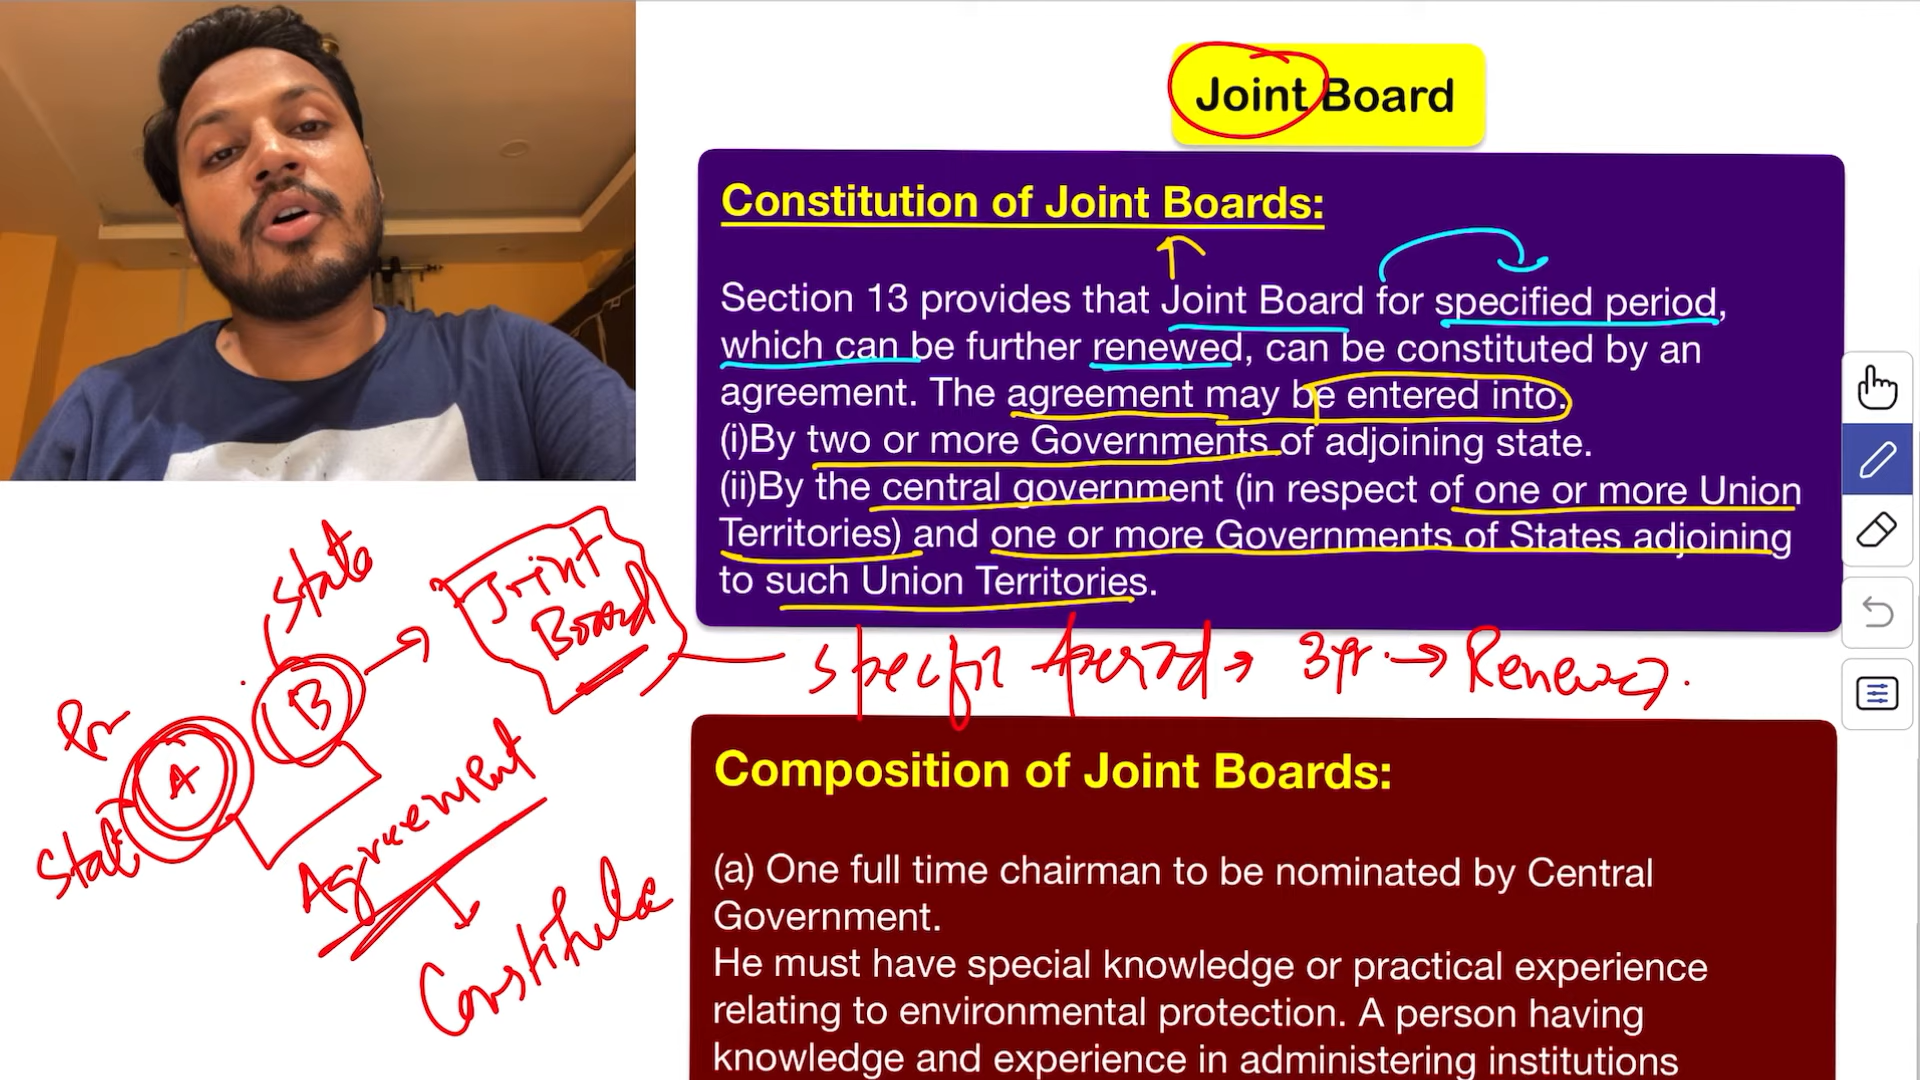 Joint Board
Constitution of Joint Boards:
Section 13 provides that Joint Board for specified period,
which can be further renewed, can be constituted by an
agreement. The agreement may be entered into.
(i)By two or more Governments of adjoining state.
(ii)By the central government (in respect of one or more Union
Territories) and one or more Governments of States adjoining
to such Union Territories.
State
Joint
Board
B
A
State
Agreement
Constitute
3 yr.
Composition of Joint Boards:
(a) One full time chairman to be nominated by Central
Government.
He must have special knowledge or practical experience
relating to environmental protection. A person having
knowledge and experience in administering institutions